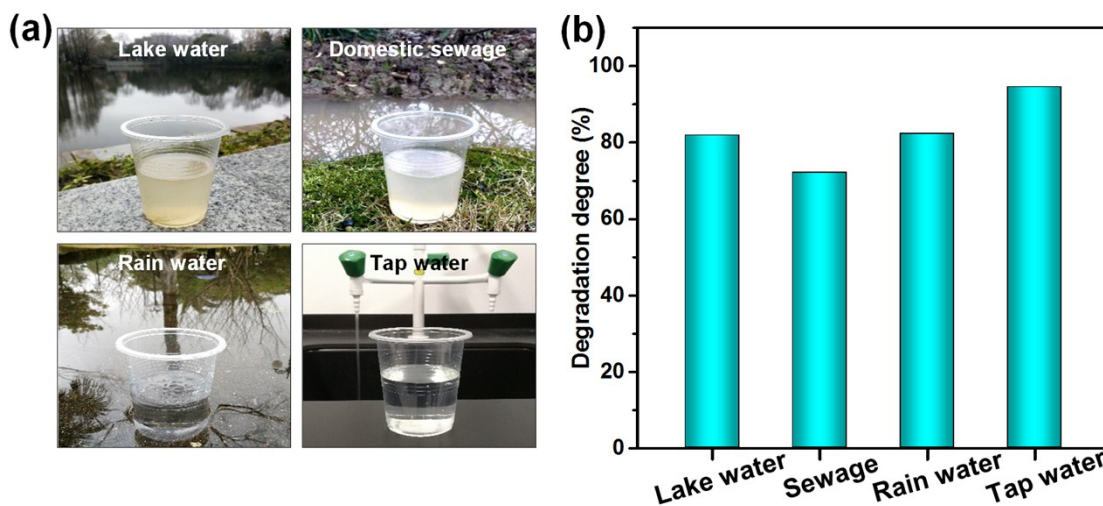 (a)
Lake water
Domestic sewage
Rain water
Tap water
(b)
Degradation degree (%)
100
80
60
40
20
0
Lake water
Sewage
Rain water
Tap water